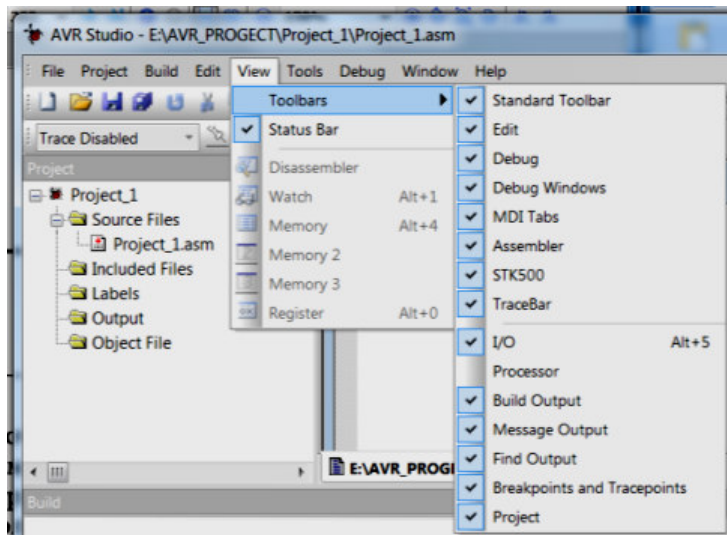 AVR Studio - E:\AVR_PROGECT\Project_1\Project_1.asm
File Project Build Edit View Tools Debug Window Help
Trace Disabled
Project
Project_1
Source Files
Project_1.asm
Included Files
Labels
Output
Object File
Toolbars
Status Bar
Disassembler
Watch Alt+1
Memory Alt+4
Memory 2
Memory 3
Register Alt+0
Standard Toolbar
Edit
Debug
Debug Windows
MDI Tabs
Assembler
STK500
TraceBar
I/O Alt+5
Processor
Build Output
Message Output
Find Output
Breakpoints and Tracepoints
Project
E:\AVR_PROGI
Build